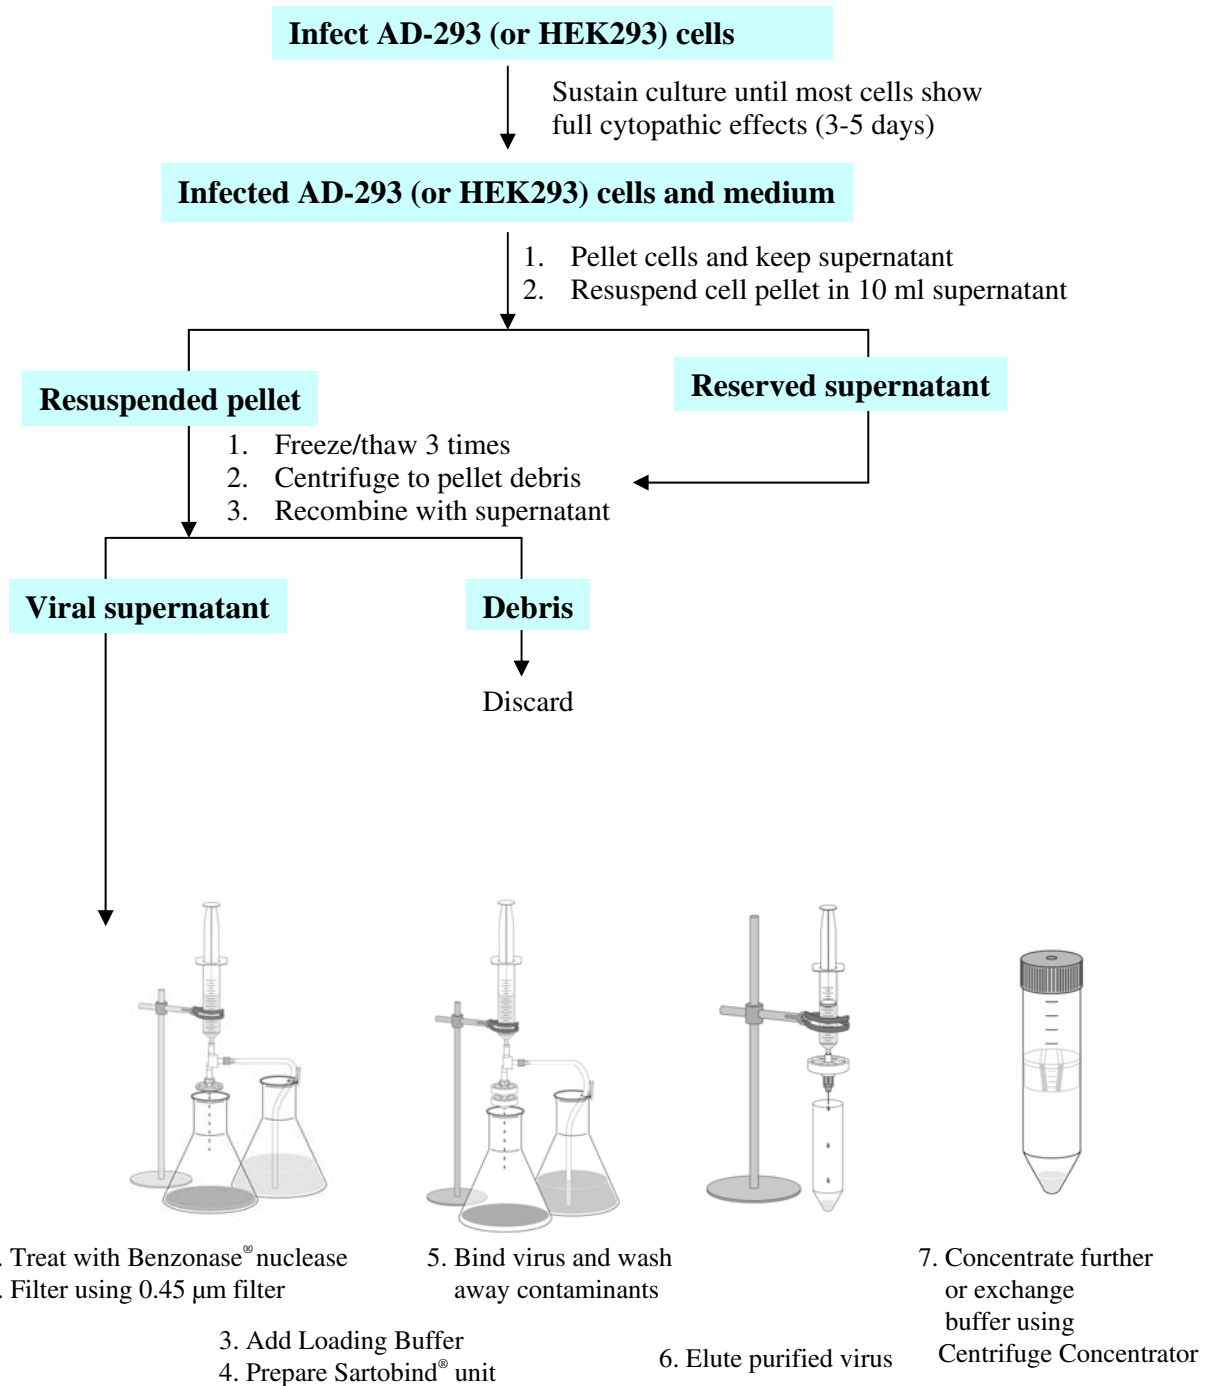 Infect AD-293 (or HEK293) cells
Sustain culture until most cells show
full cytopathic effects (3-5 days)
Infected AD-293 (or HEK293) cells and medium
1. Pellet cells and keep supernatant
2. Resuspend cell pellet in 10 ml supernatant
Resuspended pellet
Reserved supernatant
1. Freeze/thaw 3 times
2. Centrifuge to pellet debris
3. Recombine with supernatant
Viral supernatant
Debris
Discard
. Treat with Benzonase® nuclease
. Filter using 0.45 µm filter
3. Add Loading Buffer
4. Prepare Sartobind® unit
5. Bind virus and wash
away contaminants
6. Elute purified virus
7. Concentrate further
or exchange
buffer using
Centrifuge Concentrator